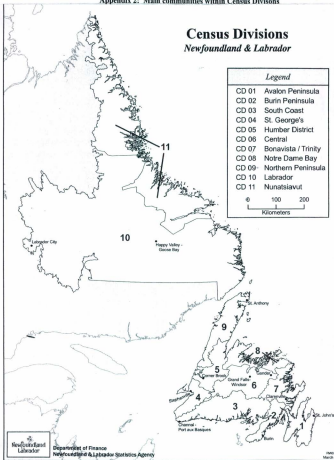 Appendix 2: Main communities within Census Divisons
Census Divisions
Newfoundland & Labrador
Legend
CD 01 Avalon Peninsula
CD 02 Burin Peninsula
CD 03 South Coast
CD 04 St. George's
CD 05 Humber District
CD 06 Central
CD 07 Bonavista / Trinity
CD 08 Notre Dame Bay
CD 09 Northern Peninsula
CD 10 Labrador
CD 11 Nunatsiavut
0 100 200
Kilometers
11
10
Labrador City
Happy Valley -
Goose Bay
St. Anthony
9
8
5
Corner Brook
Gander
Grand Falls-
Windsor
6
7
Clarenville
Stephenville
4
3
2
1
St. John's
Channel -
Port aux Basques
Burin
Newfoundland
Labrador
Department of Finance
Newfoundland & Labrador Statistics Agency
March